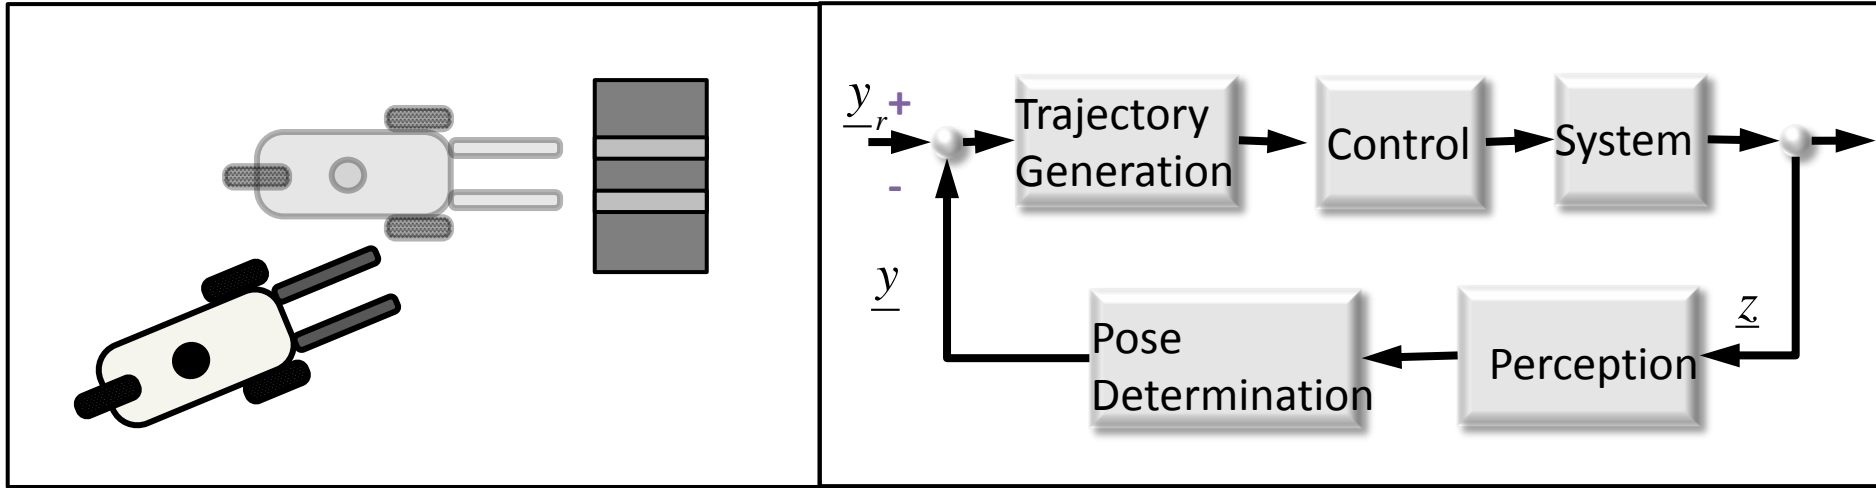 y_r
+
-
Trajectory
Generation
Control
System
y
z
Pose
Determination
Perception